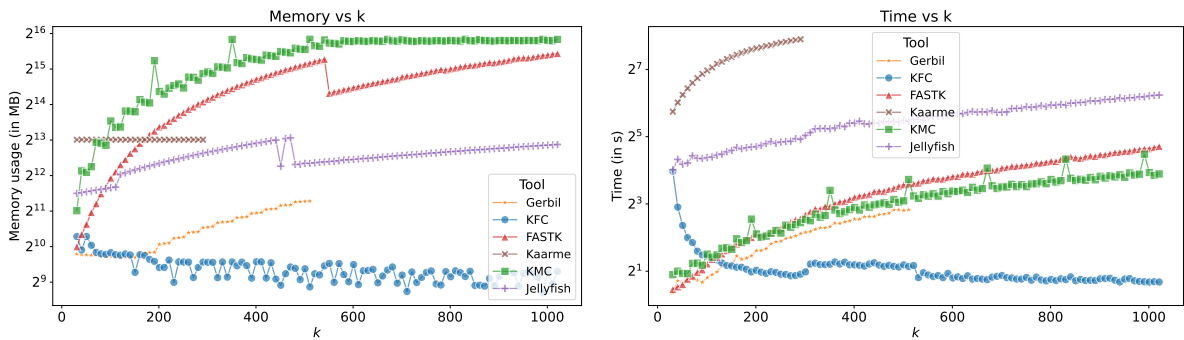 Memory vs k
2^16
2^15
2^14
2^13
2^12
2^11
2^10
2^9
Memory usage (in MB)
0 200 400 600 800 1000
k
Tool
Gerbil
KFC
FASTK
Kaarme
KMC
Jellyfish
Time vs k
2^7
2^5
2^3
2^1
Time (in s)
0 200 400 600 800 1000
k
Tool
Gerbil
KFC
FASTK
Kaarme
KMC
Jellyfish